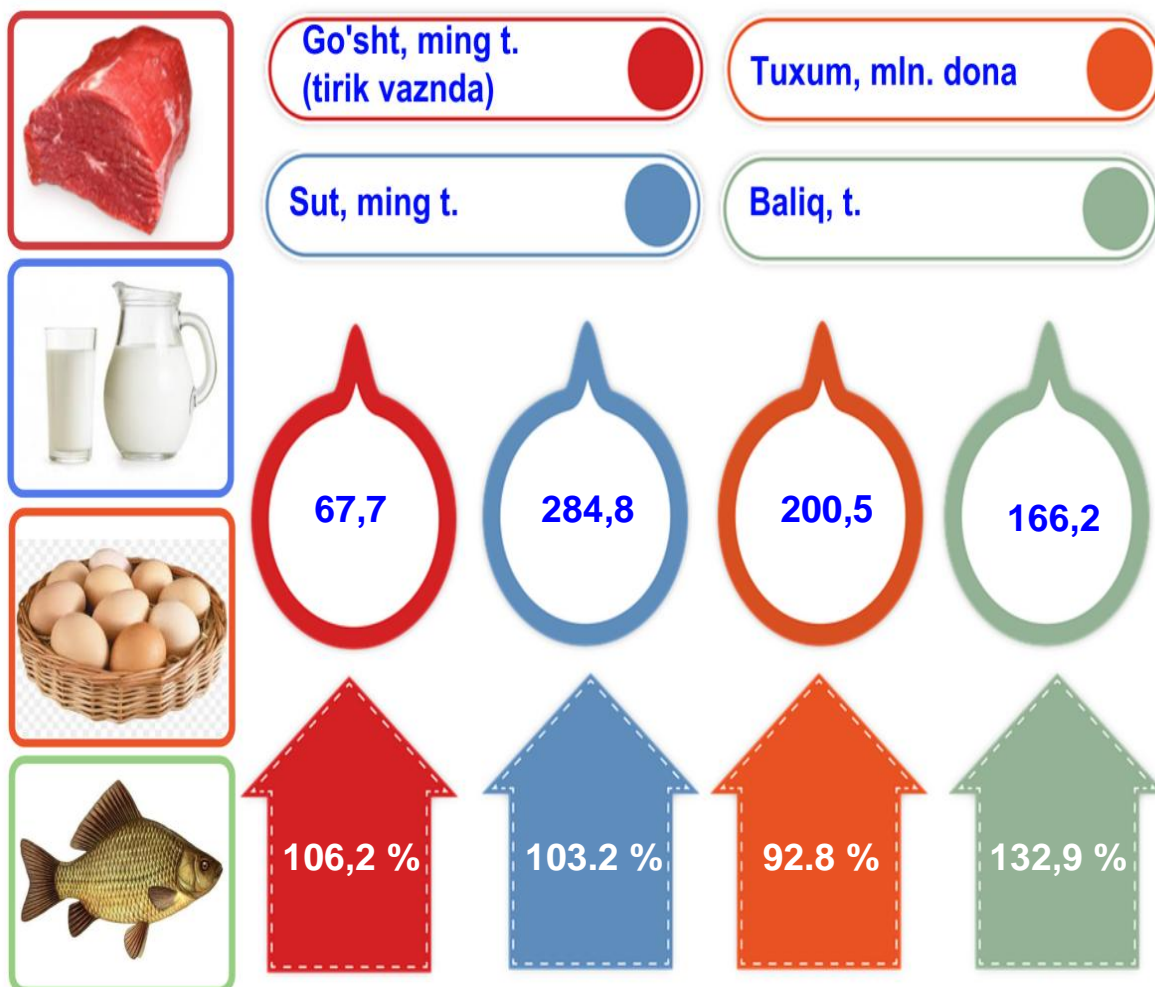 Go'sht, ming t.
(tirik vaznda)
Tuxum, mln. dona
Sut, ming t.
Baliq, t.
67,7
284,8
200,5
166,2
106,2 %
103.2 %
92.8 %
132,9 %